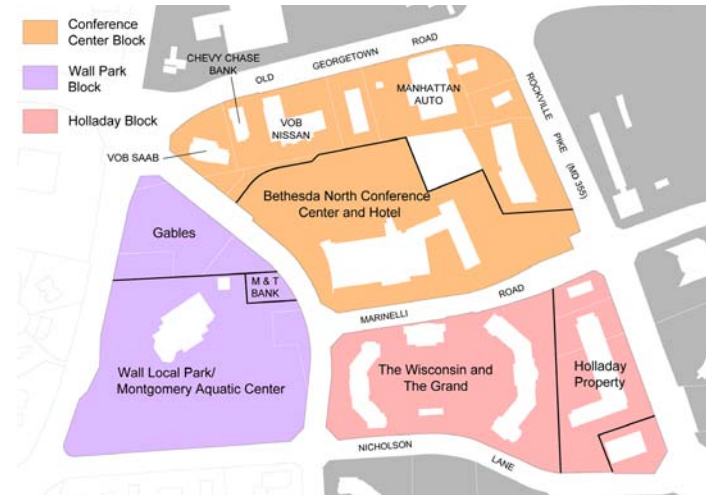 Conference
Center Block
Wall Park
Block
Holladay Block
CHEVY CHASE
BANK
OLD GEORGETOWN ROAD
MANHATTAN
AUTO
VOB
NISSAN
VOB SAAB
ROCKVILLE PIKE (MD 355)
Bethesda North Conference
Center and Hotel
Gables
M & T
BANK
MARINELLI ROAD
Wall Local Park/
Montgomery Aquatic Center
The Wisconsin and
The Grand
Holladay
Property
NICHOLSON LANE